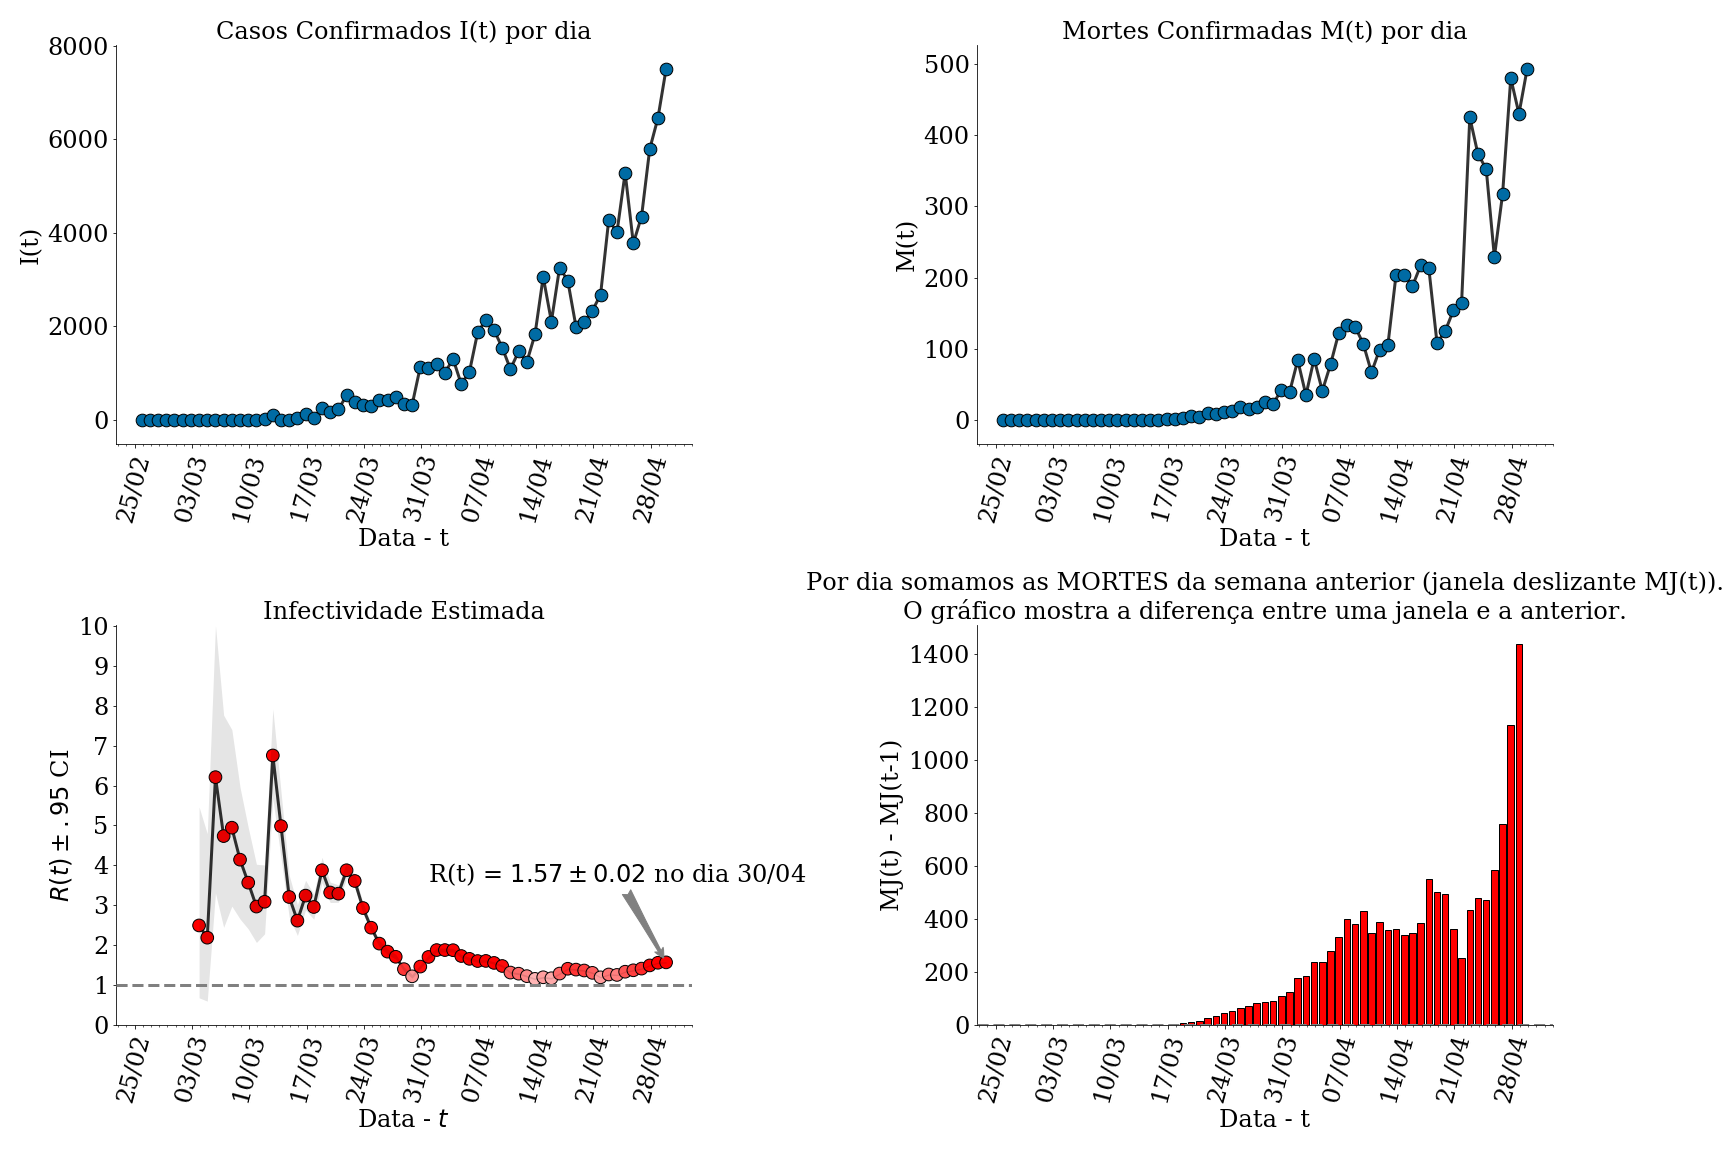 Casos Confirmados I(t) por dia
8000
6000
4000
2000
0
I(t)
25/02 03/03 10/03 17/03 24/03 31/03 07/04 14/04 21/04 28/04
Data - t
Mortes Confirmadas M(t) por dia
500
400
300
200
100
0
M(t)
25/02 03/03 10/03 17/03 24/03 31/03 07/04 14/04 21/04 28/04
Data - t
Infectividade Estimada
10
9
8
7
6
5
4
3
2
1
0
R(t) ± .95 CI
R(t) = 1.57 ± 0.02 no dia 30/04
25/02 03/03 10/03 17/03 24/03 31/03 07/04 14/04 21/04 28/04
Data - t
Por dia somamos as MORTES da semana anterior (janela deslizante MJ(t)).
O gráfico mostra a diferença entre uma janela e a anterior.
1400
1200
1000
800
600
400
200
0
MJ(t) - MJ(t-1)
25/02 03/03 10/03 17/03 24/03 31/03 07/04 14/04 21/04 28/04
Data - t